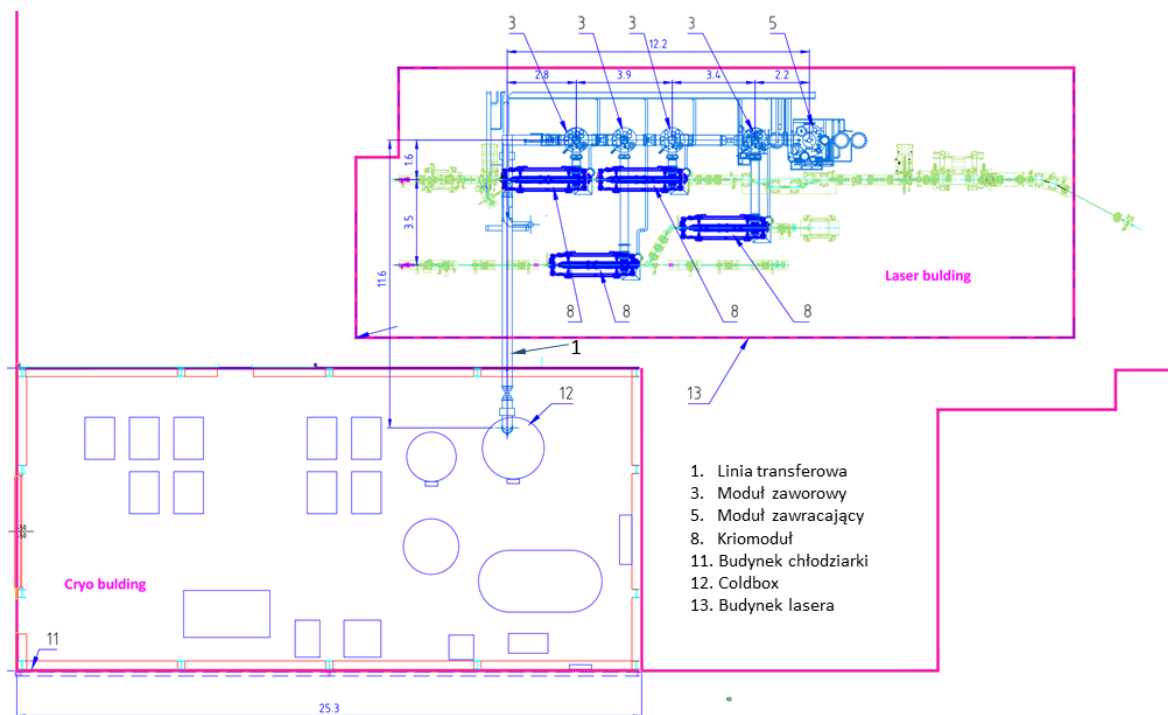 3 3 3 3 5
12.2
2.8 3.9 3.4 2.2
1.6
3.5
11.6
Laser bulding
8 8 8 8
1
13
12
1. Linia transferowa
3. Moduł zaworowy
5. Moduł zawracający
8. Kriomoduł
11. Budynek chłodziarki
12. Coldbox
13. Budynek lasera
Cryo bulding
11
25.3